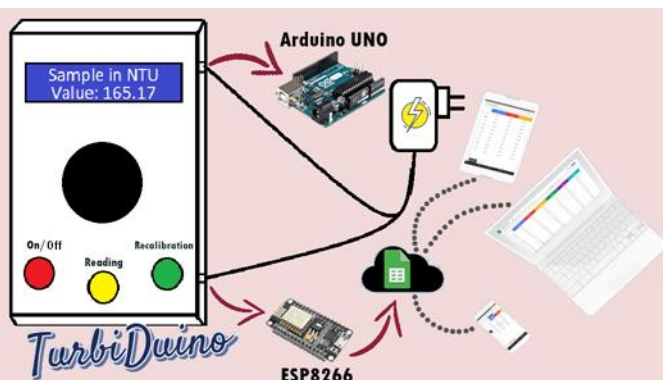 Arduino UNO
Sample in NTU
Value: 165.17
On/Off
Reading
Recalibration
TurbiDuino
ESP8266